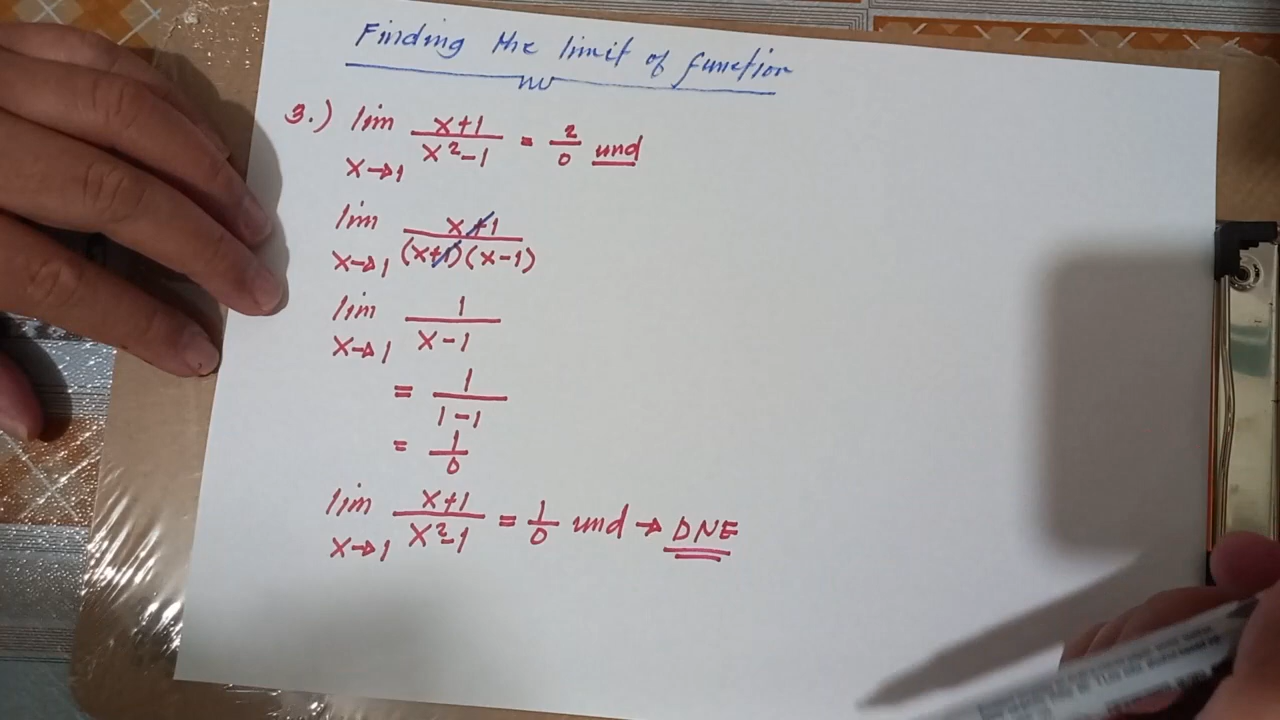 Finding the limit of function
3.) lim x→1 x+1 / x²-1 = 2/0 und
lim x→1 x+1 / (x+1)(x-1)
lim x→1 1 / x-1
= 1 / 1-1
= 1/0
lim x→1 x+1 / x²-1 = 1/0 und → DNE